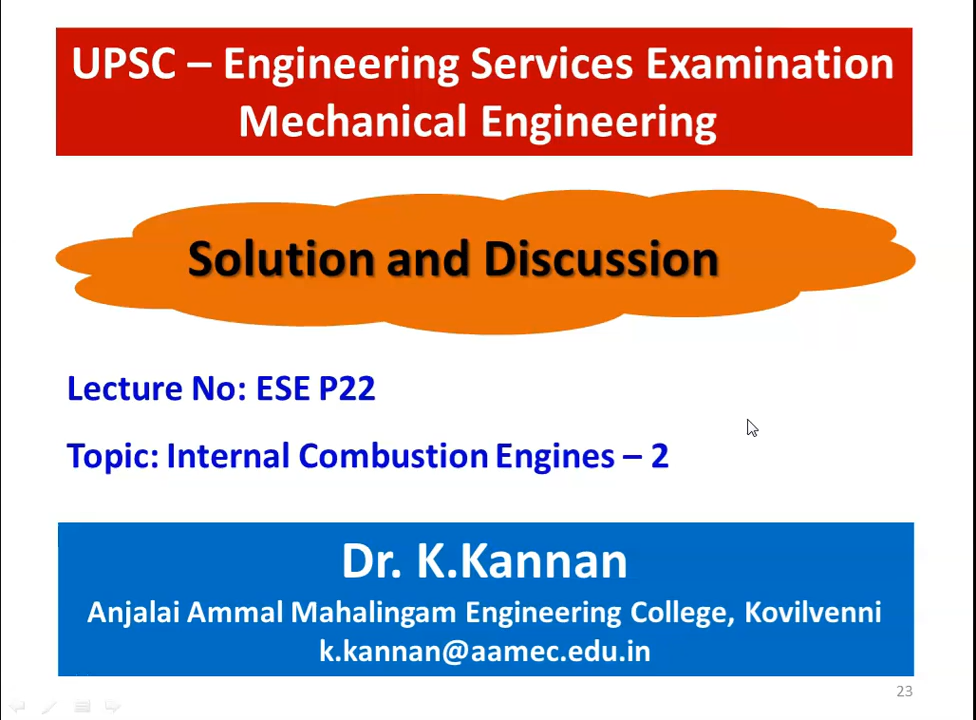 UPSC – Engineering Services Examination
Mechanical Engineering
Solution and Discussion
Lecture No: ESE P22
Topic: Internal Combustion Engines – 2
Dr. K.Kannan
Anjalai Ammal Mahalingam Engineering College, Kovilvenni
k.kannan@aamec.edu.in
23